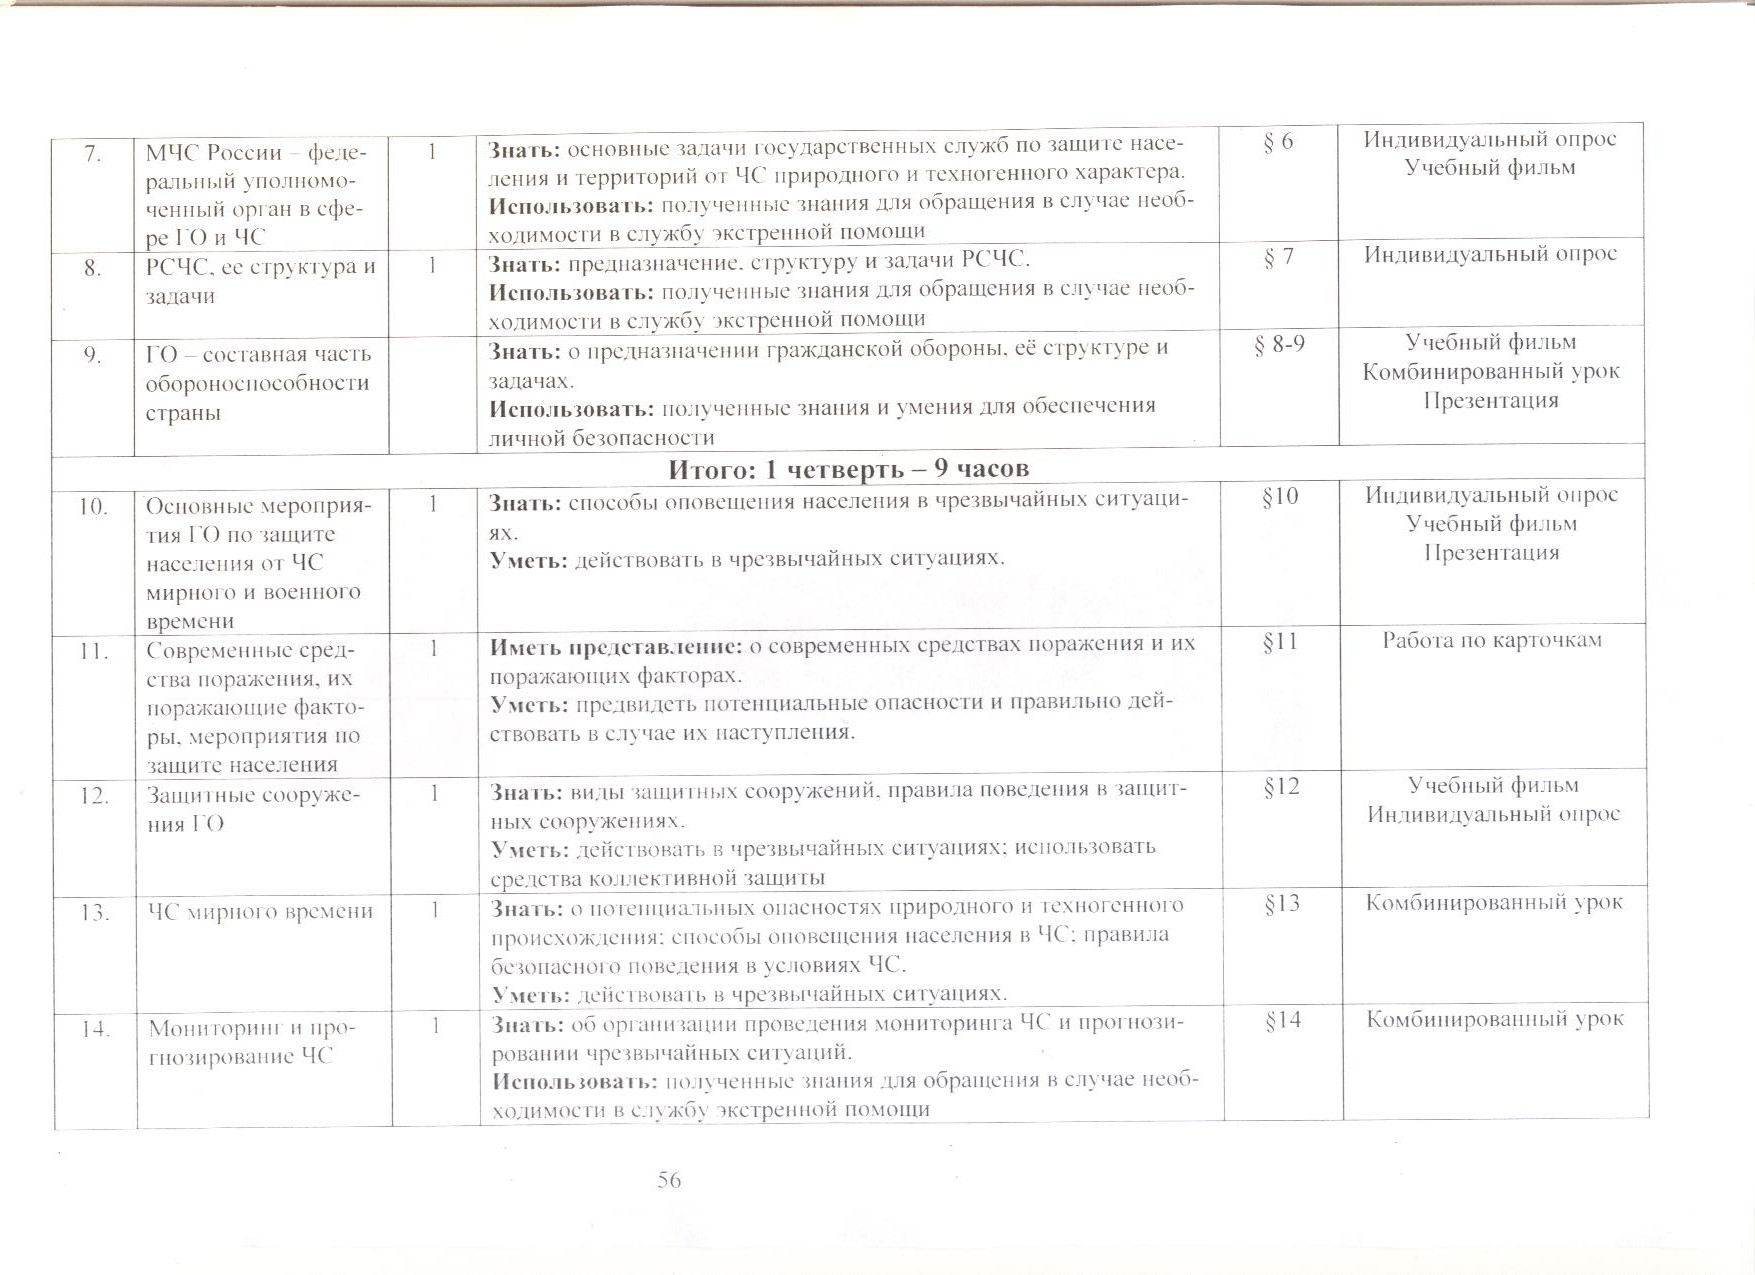 7.
МЧС России – феде-
ральный уполномо-
ченный орган в сфе-
ре ГО и ЧС
1
Знать: основные задачи государственных служб по защите насе-
ления и территорий от ЧС природного и техногенного характера.
Использовать: полученные знания для обращения в случае необ-
ходимости в службу экстренной помощи
§ 6
Индивидуальный опрос
Учебный фильм
8.
РСЧС, ее структура и
задачи
1
Знать: предназначение, структуру и задачи РСЧС.
Использовать: полученные знания для обращения в случае необ-
ходимости в службу экстренной помощи
§ 7
Индивидуальный опрос
9.
ГО – составная часть
обороноспособности
страны
Знать: о предназначении гражданской обороны, её структуре и
задачах.
Использовать: полученные знания и умения для обеспечения
личной безопасности
§ 8-9
Учебный фильм
Комбинированный урок
Презентация
Итого: 1 четверть – 9 часов
10.
Основные мероприя-
тия ГО по защите
населения от ЧС
мирного и военного
времени
1
Знать: способы оповещения населения в чрезвычайных ситуаци-
ях.
Уметь: действовать в чрезвычайных ситуациях.
§10
Индивидуальный опрос
Учебный фильм
Презентация
11.
Современные сред-
ства поражения, их
поражающие факто-
ры, мероприятия по
защите населения
1
Иметь представление: о современных средствах поражения и их
поражающих факторах.
Уметь: предвидеть потенциальные опасности и правильно дей-
ствовать в случае их наступления.
§11
Работа по карточкам
12.
Защитные сооруже-
ния ГО
1
Знать: виды защитных сооружений, правила поведения в защит-
ных сооружениях.
Уметь: действовать в чрезвычайных ситуациях; использовать
средства коллективной защиты
§12
Учебный фильм
Индивидуальный опрос
13.
ЧС мирного времени
1
Знать: о потенциальных опасностях природного и техногенного
происхождения; способы оповещения населения в ЧС; правила
безопасного поведения в условиях ЧС.
Уметь: действовать в чрезвычайных ситуациях.
§13
Комбинированный урок
14.
Мониторинг и про-
гнозирование ЧС
1
Знать: об организации проведения мониторинга ЧС и прогнози-
ровании чрезвычайных ситуаций.
Использовать: полученные знания для обращения в случае необ-
ходимости в службу экстренной помощи
§14
Комбинированный урок
56